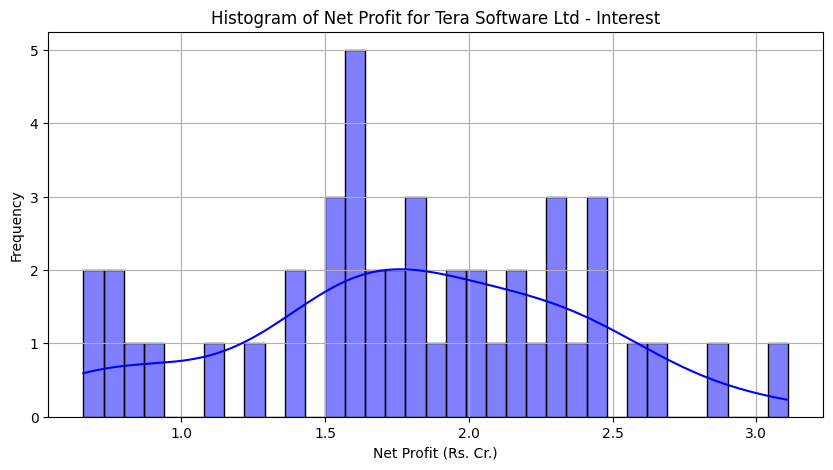 Histogram of Net Profit for Tera Software Ltd - Interest
5
4
3
2
1
0
Frequency
1.0 1.5 2.0 2.5 3.0
Net Profit (Rs. Cr.)